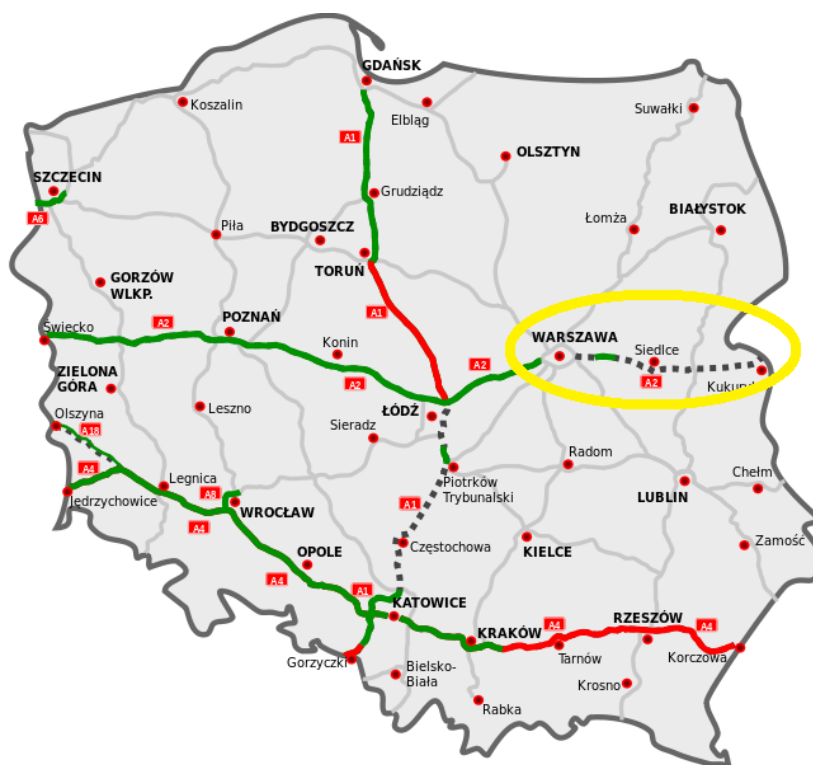 GDAŃSK
Koszalin
Elbląg
Suwałki
A1
OLSZTYN
SZCZECIN
Grudziądz
A6
Piła
BYDGOSZCZ
Łomża
BIAŁYSTOK
TORUŃ
GORZÓW
WLKP.
A1
Świecko
A2
POZNAŃ
Konin
A2
WARSZAWA
Siedlce
A2
ZIELONA
GÓRA
A2
Leszno
ŁÓDŹ
Sieradz
Olszyna
A18
A4
Legnica
Jędrzychowice
A8
WROCŁAW
A4
Piotrków
Trybunalski
Radom
LUBLIN
Chełm
A1
Częstochowa
KIELCE
Zamość
OPOLE
A4
A1
KATOWICE
KRAKÓW
A4
RZESZÓW
A4
Tarnów
Korczowa
Gorzyczki
Bielsko-
Biała
Rabka
Krosno